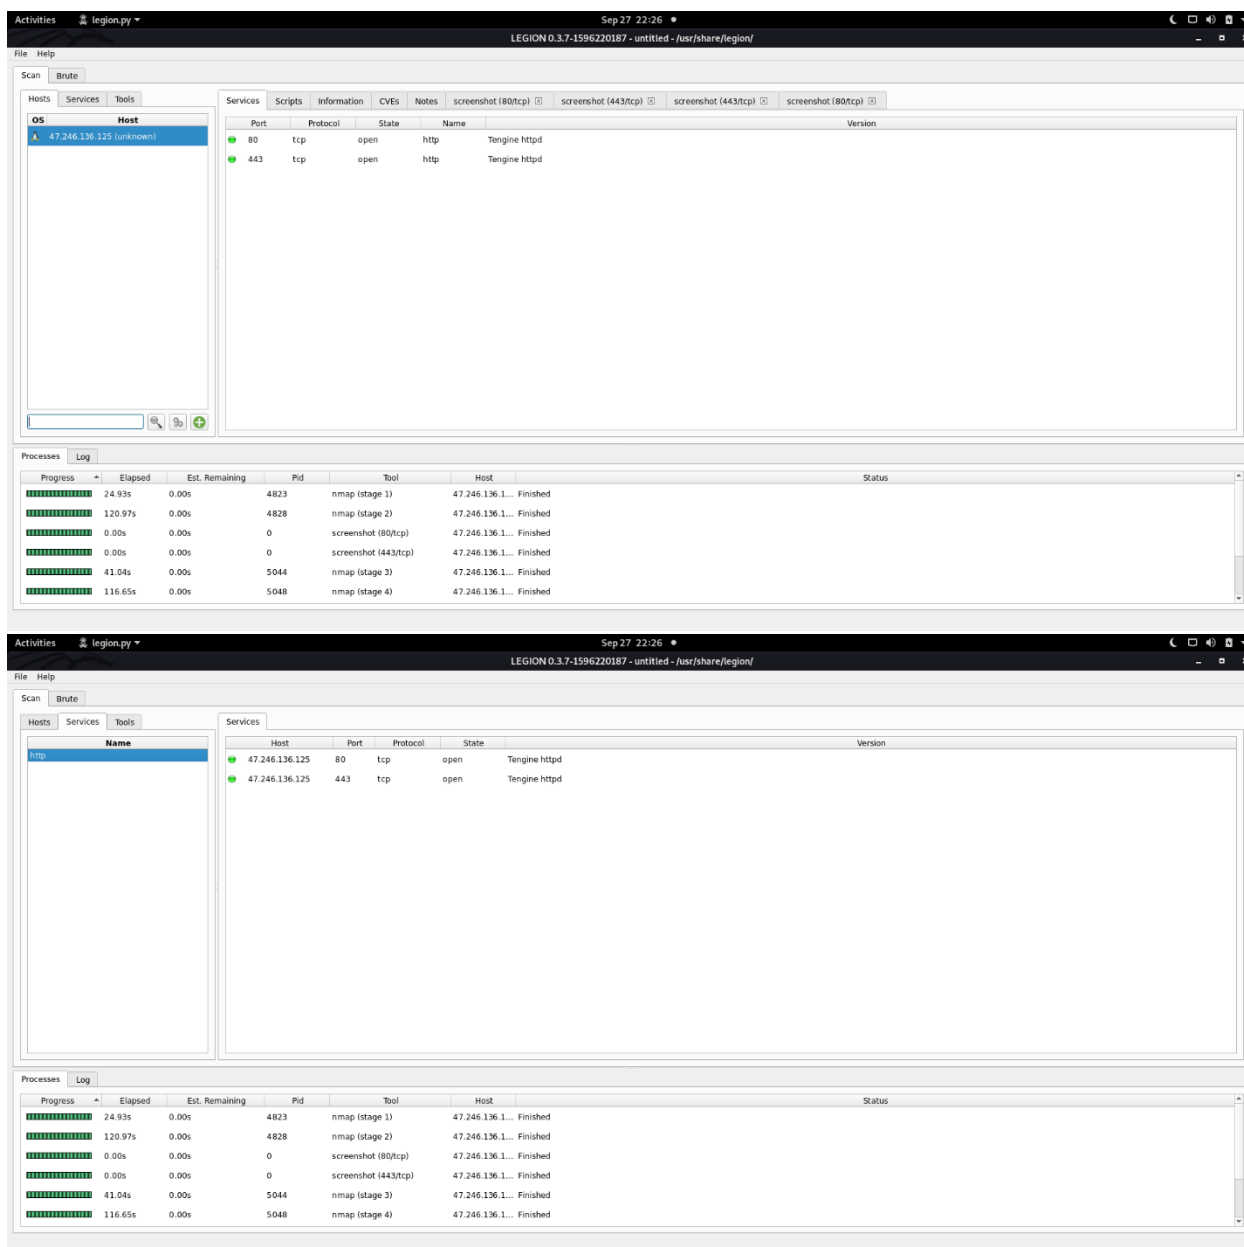 Activities legion.py Sep 27 22:26
LEGION 0.3.7-1596220187 - untitled - /usr/share/legion/
File Help
Scan Brute
Hosts Services Tools Services Scripts Information CVEs Notes screenshot (80/tcp) screenshot (443/tcp) screenshot (443/tcp) screenshot (80/tcp)
OS Host Port Protocol State Name Version
47.246.136.125 (unknown) 80 tcp open http Tengine httpd
443 tcp open http Tengine httpd
Processes Log
Progress Elapsed Est. Remaining Pid Tool Host Status
24.93s 0.00s 4823 nmap (stage 1) 47.246.136.1... Finished
120.97s 0.00s 4828 nmap (stage 2) 47.246.136.1... Finished
0.00s 0.00s 0 screenshot (80/tcp) 47.246.136.1... Finished
0.00s 0.00s 0 screenshot (443/tcp) 47.246.136.1... Finished
41.04s 0.00s 5044 nmap (stage 3) 47.246.136.1... Finished
116.65s 0.00s 5048 nmap (stage 4) 47.246.136.1... Finished
Activities legion.py Sep 27 22:26
LEGION 0.3.7-1596220187 - untitled - /usr/share/legion/
File Help
Scan Brute
Hosts Services Tools Services
Name Host Port Protocol State Version
http 47.246.136.125 80 tcp open Tengine httpd
47.246.136.125 443 tcp open Tengine httpd
Processes Log
Progress Elapsed Est. Remaining Pid Tool Host Status
24.93s 0.00s 4823 nmap (stage 1) 47.246.136.1... Finished
120.97s 0.00s 4828 nmap (stage 2) 47.246.136.1... Finished
0.00s 0.00s 0 screenshot (80/tcp) 47.246.136.1... Finished
0.00s 0.00s 0 screenshot (443/tcp) 47.246.136.1... Finished
41.04s 0.00s 5044 nmap (stage 3) 47.246.136.1... Finished
116.65s 0.00s 5048 nmap (stage 4) 47.246.136.1... Finished